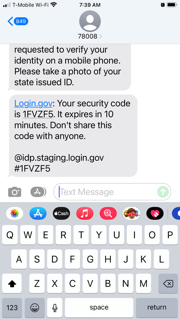 T-Mobile Wi-Fi
7:39 AM
849
78008
requested to verify your
identity on a mobile phone.
Please take a photo of your
state issued ID.
Login.gov: Your security code
is 1FVZF5. It expires in 10
minutes. Don't share this
code with anyone.
@idp.staging.login.gov
#1FVZF5
Text Message
Cash
Q W E R T Y U I O P
A S D F G H J K L
Z X C V B N M
123
space
return